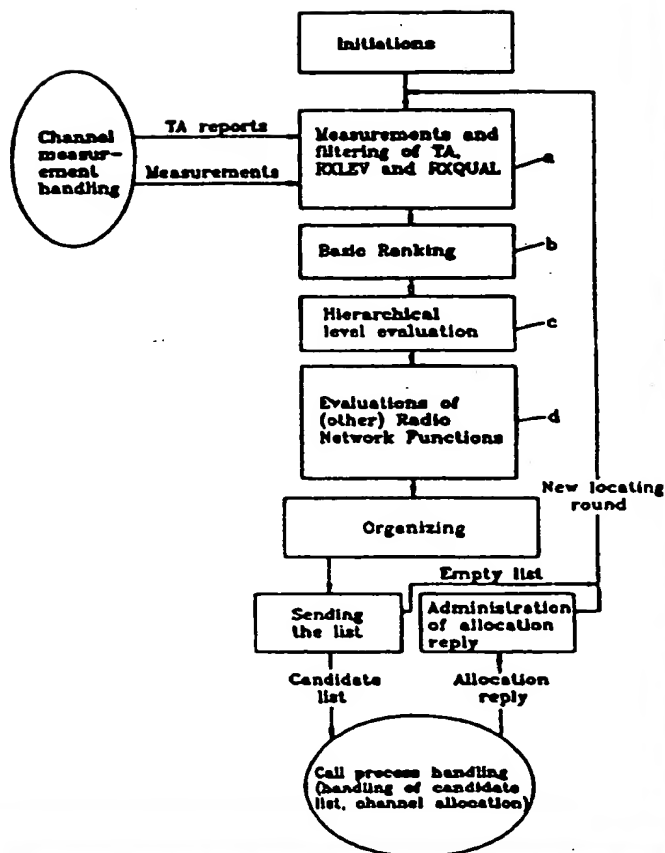 Initiations
Channel
measur-
ement
handling
TA reports
Measurements
Measurements and
filtering of TA,
RXLEV and RXQUAL
a
Basic Ranking
b
Hierarchical
level evaluation
c
Evaluations of
(other) Radio
Network Functions
d
New locating
round
Organizing
Empty list
Sending
the list
Administration
of allocation
reply
Candidate
list
Allocation
reply
Call process handling
(handling of candidate
list, channel allocation)